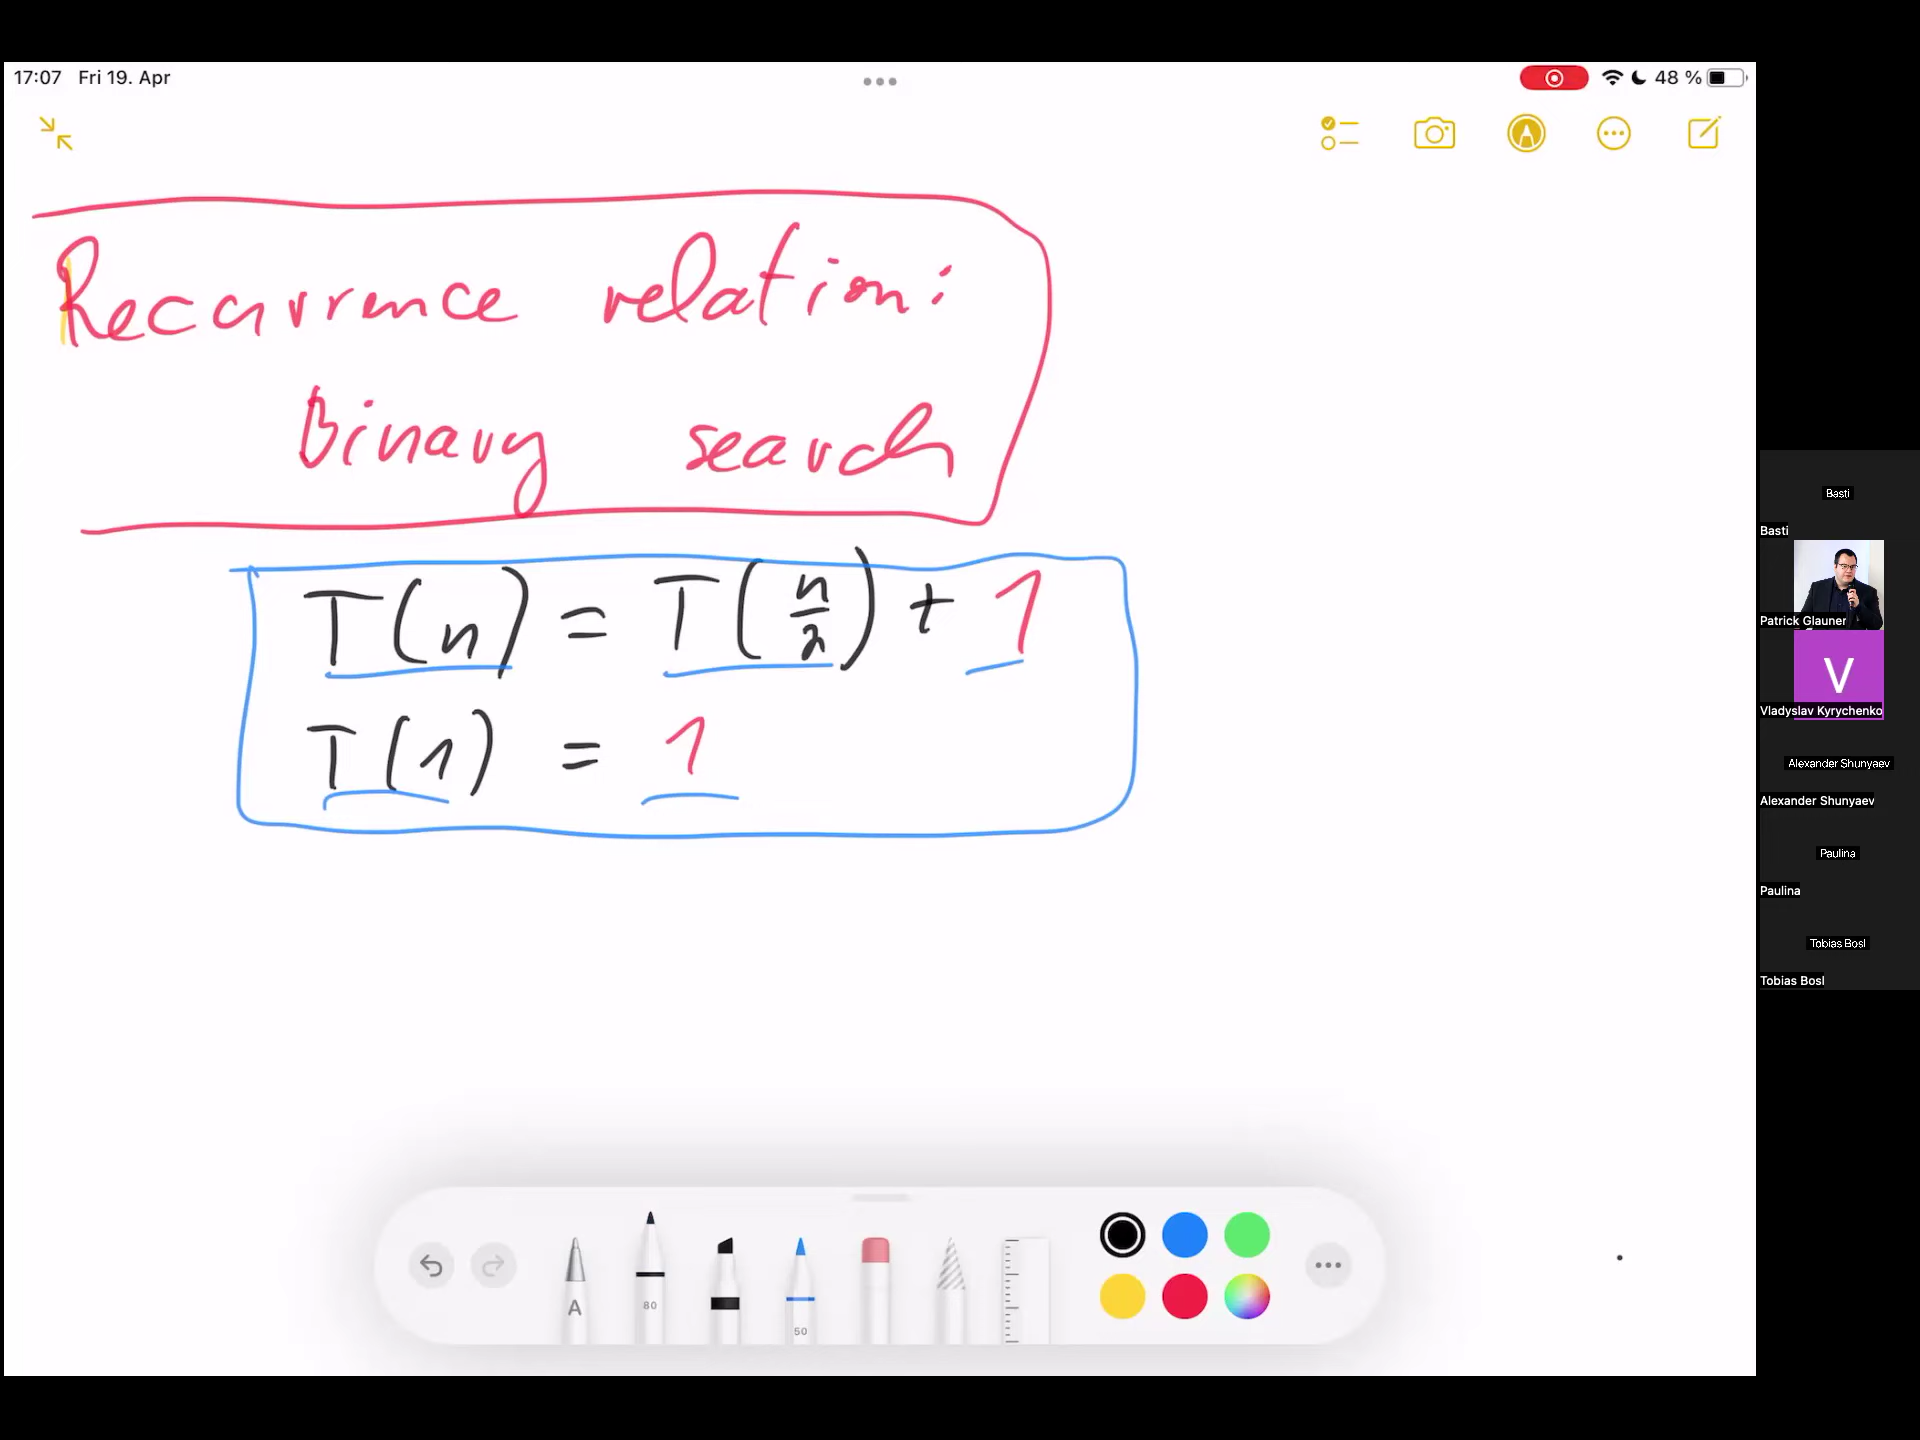 17:07 Fri 19. Apr
48 %
Recurrence relation:
Binary search
T(n) = T(n/2) + 1
T(1) = 1
A
80
50
Basti
Basti
Patrick Glauner
V
Vladyslav Kyrychenko
Alexander Shunyaev
Alexander Shunyaev
Paulina
Paulina
Tobias Bosl
Tobias Bosl